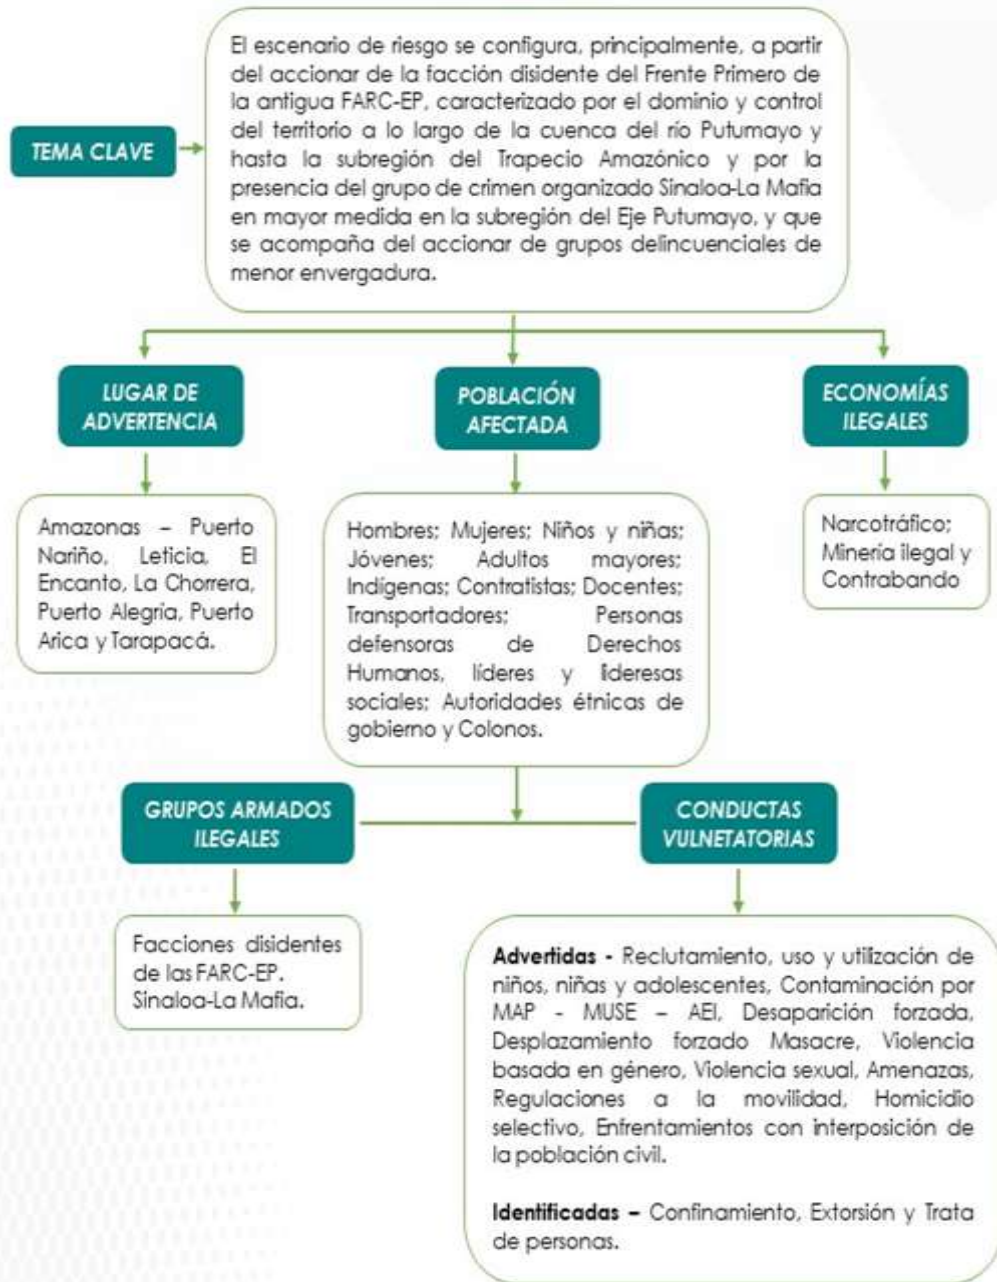 El escenario de riesgo se configura, principalmente, a partir
del accionar de la facción disidente del Frente Primero de
la antigua FARC-EP, caracterizado por el dominio y control
del territorio a lo largo de la cuenca del río Putumayo y
hasta la subregión del Trapecio Amazónico y por la
presencia del grupo de crimen organizado Sinaloa-La Mafia
en mayor medida en la subregión del Eje Putumayo, y que
se acompaña del accionar de grupos delincuenciales de
menor envergadura.
TEMA CLAVE
LUGAR DE
ADVERTENCIA
POBLACIÓN
AFECTADA
ECONOMÍAS
ILEGALES
Amazonas – Puerto
Nariño, Leticia, El
Encanto, La Chorrera,
Puerto Alegría, Puerto
Arica y Tarapacá.
Hombres; Mujeres; Niños y niñas;
Jóvenes; Adultos mayores;
Indígenas; Contratistas; Docentes;
Transportadores; Personas
defensoras de Derechos
Humanos, líderes y lideresas
sociales; Autoridades étnicas de
gobierno y Colonos.
Narcotráfico;
Minería ilegal y
Contrabando
GRUPOS ARMADOS
ILEGALES
CONDUCTAS
VULNETATORIAS
Facciones disidentes
de las FARC-EP.
Sinaloa-La Mafia.
Advertidas - Reclutamiento, uso y utilización de
niños, niñas y adolescentes, Contaminación por
MAP - MUSE – AEI, Desaparición forzada,
Desplazamiento forzado Masacre, Violencia
basada en género, Violencia sexual, Amenazas,
Regulaciones a la movilidad, Homicidio
selectivo, Enfrentamientos con interposición de
la población civil.
Identificadas – Confinamiento, Extorsión y Trata
de personas.